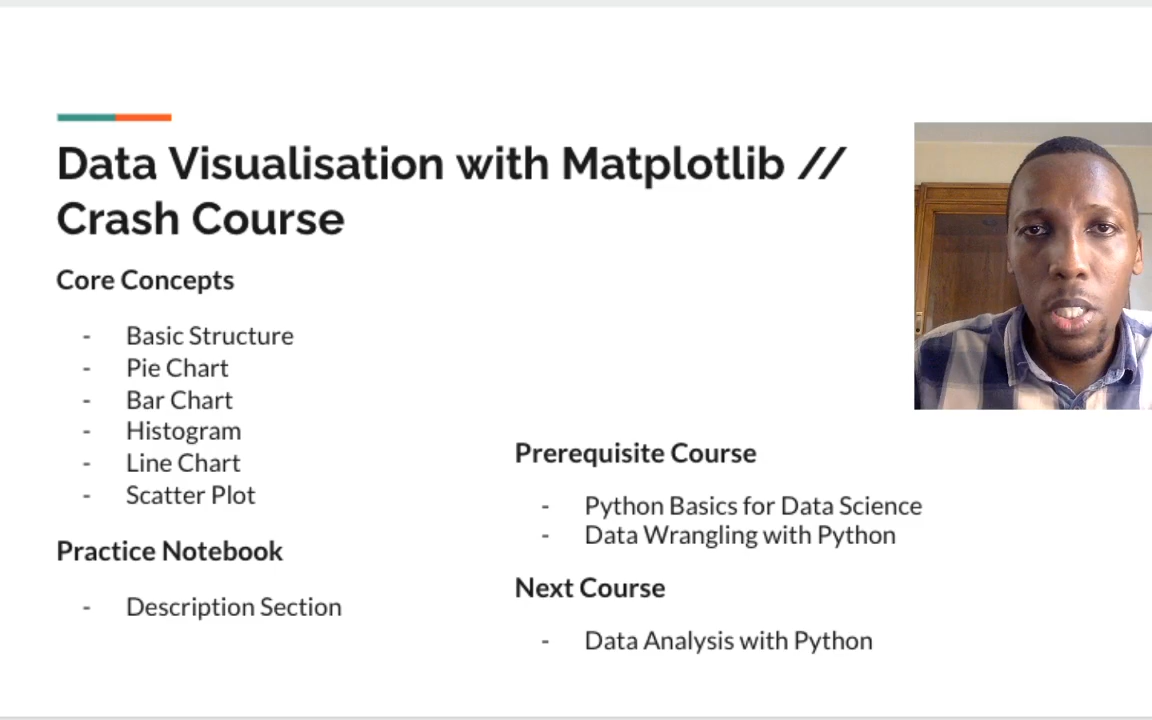 Data Visualisation with Matplotlib //
Crash Course
Core Concepts
- Basic Structure
- Pie Chart
- Bar Chart
- Histogram
- Line Chart
- Scatter Plot
Practice Notebook
- Description Section
Prerequisite Course
- Python Basics for Data Science
- Data Wrangling with Python
Next Course
- Data Analysis with Python